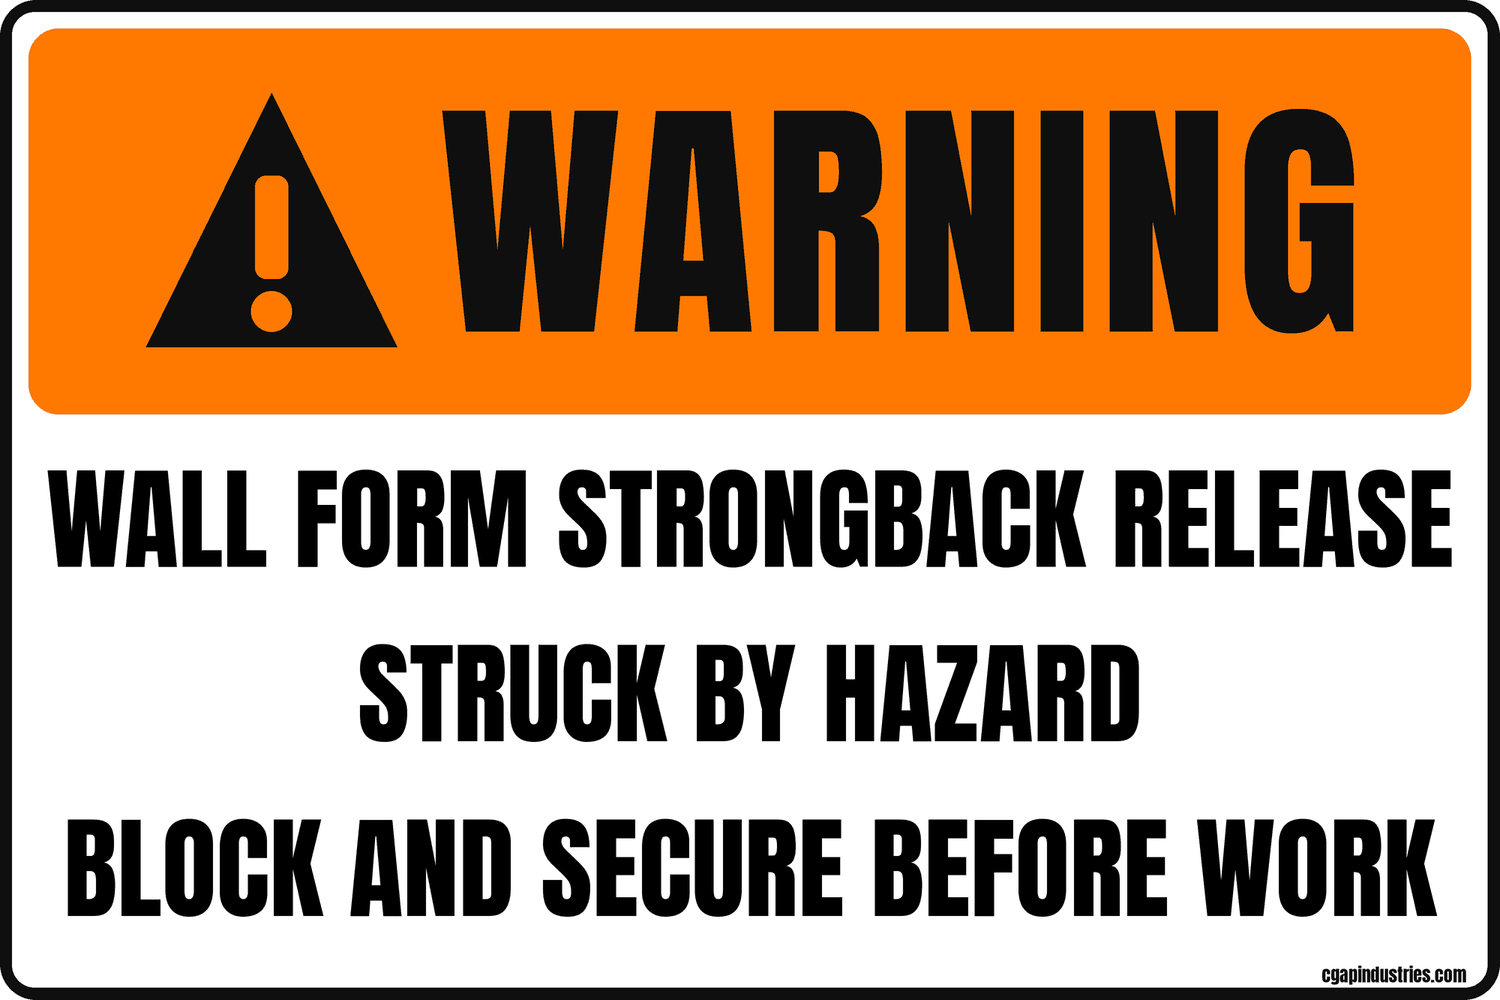 WARNING
WALL FORM STRONGBACK RELEASE
STRUCK BY HAZARD
BLOCK AND SECURE BEFORE WORK
cgapindustries.com